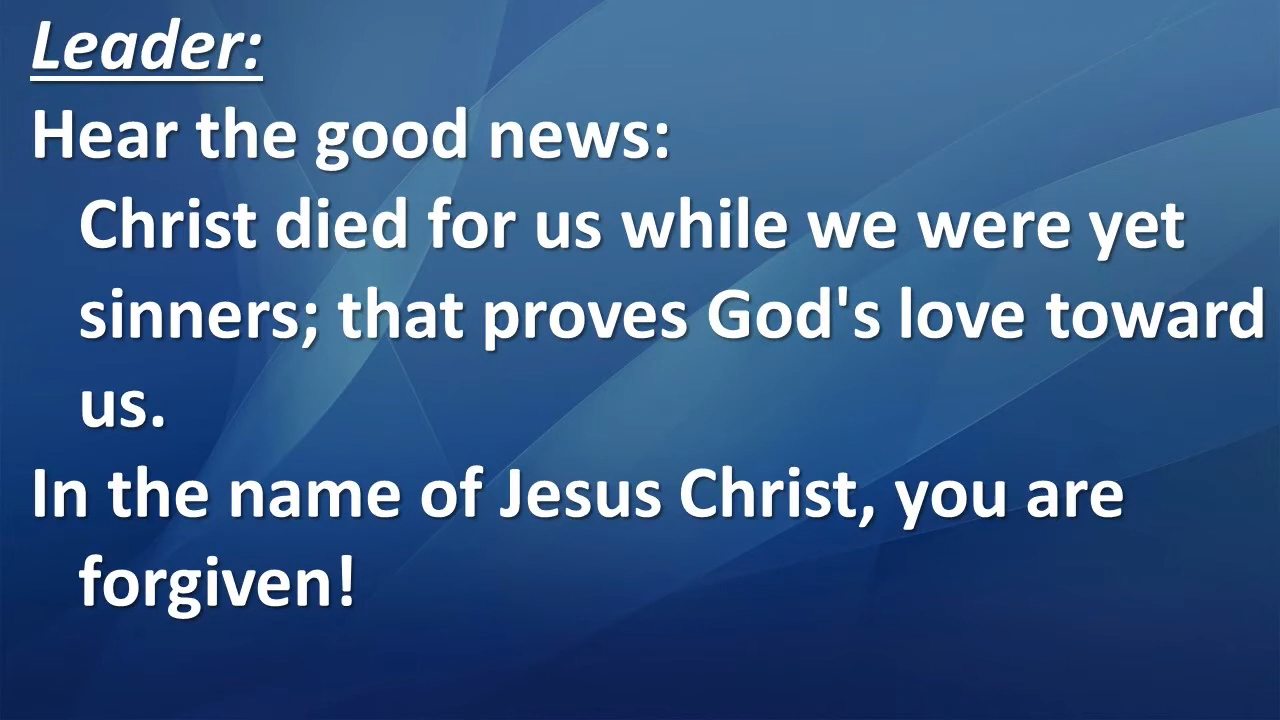 Leader:
Hear the good news:
Christ died for us while we were yet
sinners; that proves God's love toward
us.
In the name of Jesus Christ, you are
forgiven!